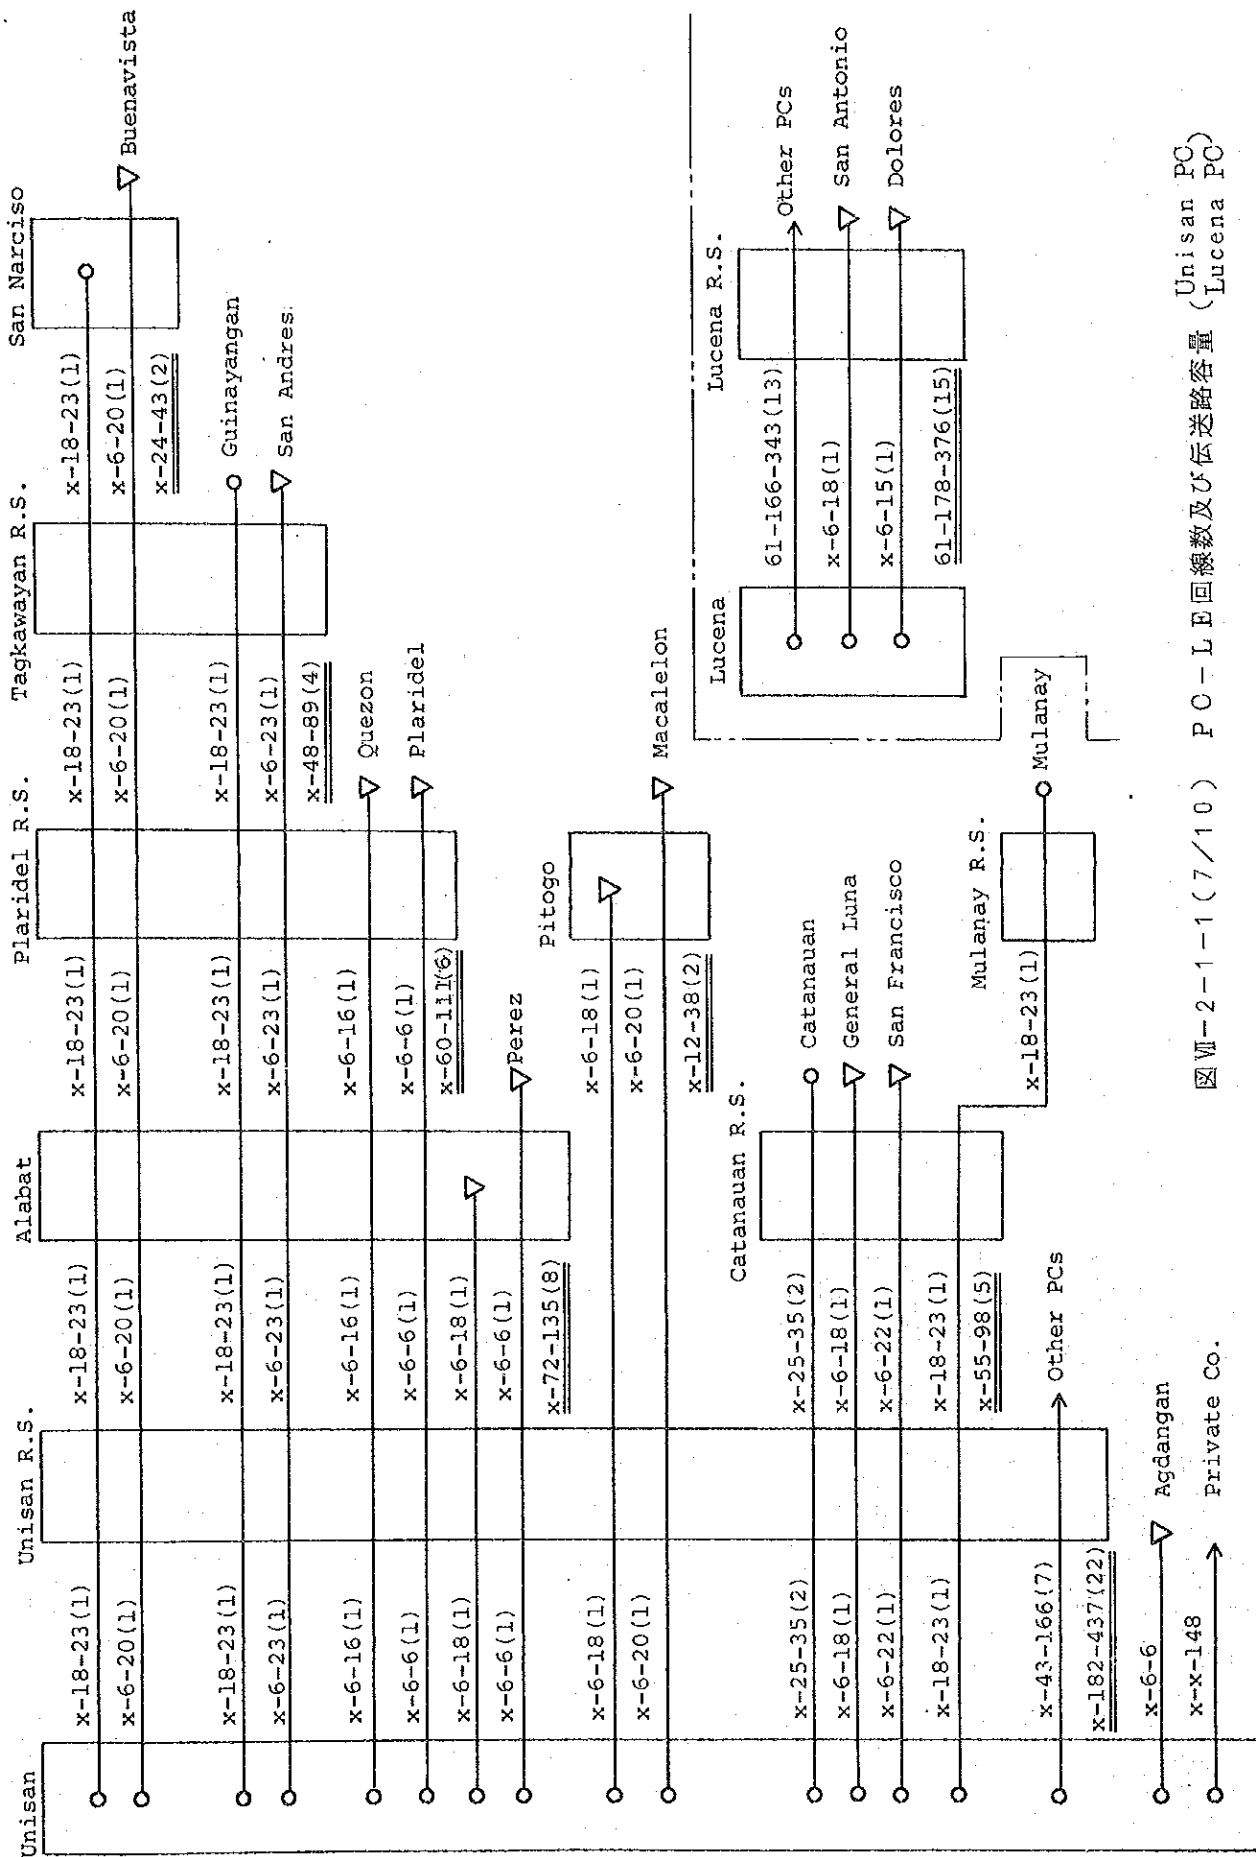 Unisan
Unisan R.S.
Alabat
Plaridel R.S.
Tagkawayan R.S.
San Narciso
x-18-23(1)
x-18-23(1)
x-18-23(1)
x-18-23(1)
x-18-23(1)
x-6-20(1)
x-6-20(1)
x-6-20(1)
x-6-20(1)
x-6-20(1)
Buenavista
x-24-43(2)
x-18-23(1)
x-18-23(1)
x-18-23(1)
x-18-23(1)
Guinayangan
x-6-23(1)
x-6-23(1)
x-6-23(1)
x-6-23(1)
San Andres
x-48-89(4)
x-6-16(1)
x-6-16(1)
x-6-16(1)
Quezon
x-6-6(1)
x-6-6(1)
x-6-6(1)
Plaridel
x-60-111(6)
x-6-18(1)
x-6-18(1)
x-6-6(1)
x-6-6(1)
Perez
x-72-135(8)
Pitogo
x-6-18(1)
x-6-18(1)
x-6-20(1)
x-6-20(1)
Macalelon
x-12-38(2)
Catanauan R.S.
x-25-35(2)
x-25-35(2)
Catanauan
x-6-18(1)
x-6-18(1)
General Luna
x-6-22(1)
x-6-22(1)
San Francisco
x-18-23(1)
x-18-23(1)
x-55-98(5)
Mulanay R.S.
x-18-23(1)
Mulanay
x-43-166(7)
Other PCs
x-182-437(22)
x-6-6
Agdangan
x-x-148
Private Co.
Lucena
Lucena R.S.
61-166-343(13)
Other PCs
x-6-18(1)
San Antonio
x-6-15(1)
Dolores
61-178-376(15)
図Ⅶ-2-1-1(7/10) PC-LE回線数及び伝送路容量 (Unisan PC
Lucena PC)